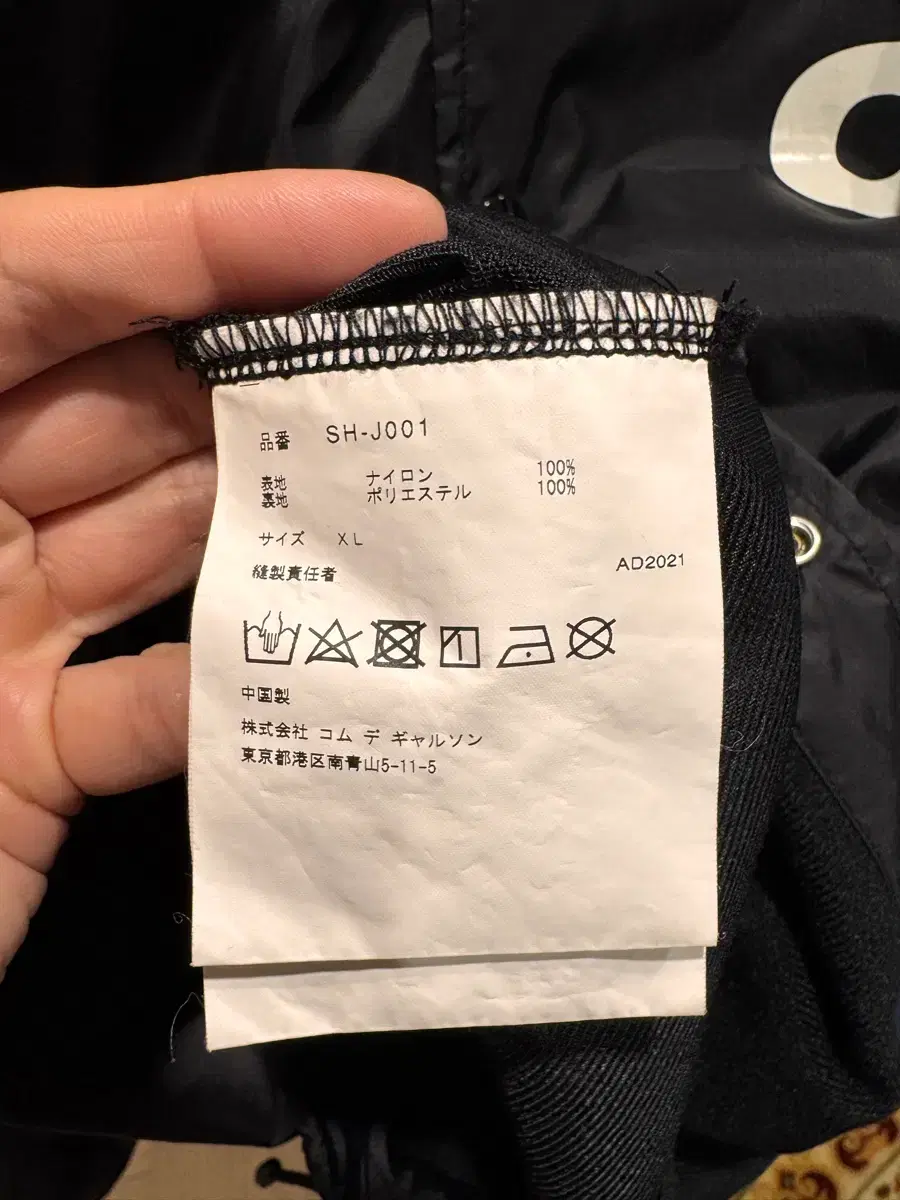 品番 SH-J001
表地 ナイロン 100%
裏地 ポリエステル 100%
サイズ XL
縫製責任者
AD2021
中国製
株式会社 コム デ ギャルソン
東京都港区南青山5-11-5